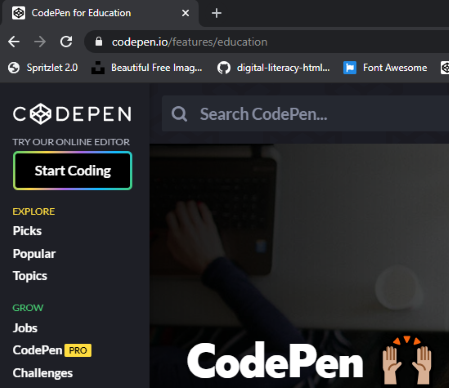 CodePen for Education
codepen.io/features/education
Spritzlet 2.0
Beautiful Free Imag...
digital-literacy-html...
Font Awesome
CODEPEN
Search CodePen...
TRY OUR ONLINE EDITOR
Start Coding
EXPLORE
Picks
Popular
Topics
GROW
Jobs
CodePen PRO
Challenges
CodePen 🙌🏽